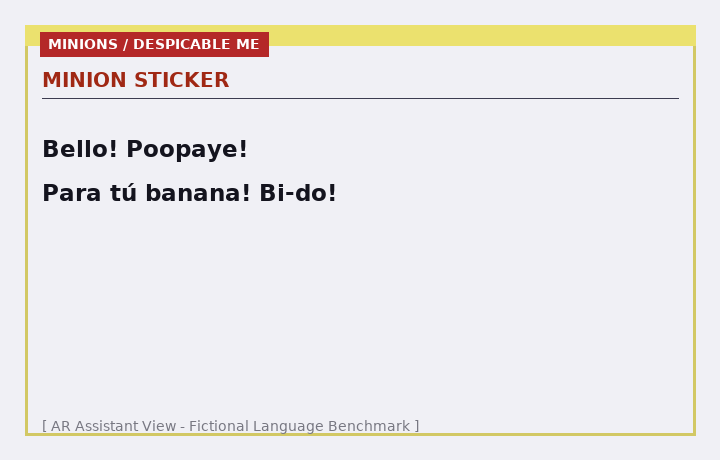 MINIONS / DESPICABLE ME
MINION STICKER
Bello! Poopaye!
Para tú banana! Bi-do!
[ AR Assistant View - Fictional Language Benchmark ]